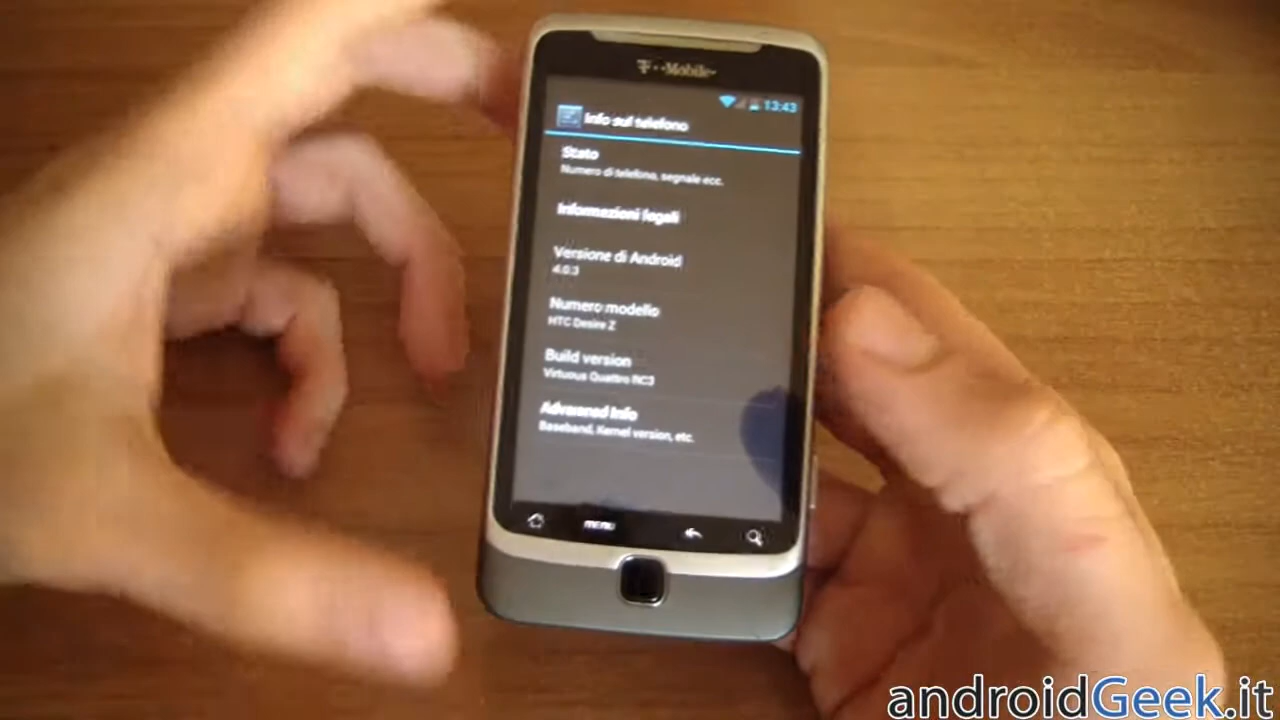 T-Mobile
13:43
Info sul telefono
Stato
Numero di telefono, segnale ecc.
Informazioni legali
Versione di Android
4.0.3
Numero modello
HTC Desire Z
Build version
Virtuous Quattro RC3
Advanced Info
Baseband, Kernel version, etc.
MENU
androidGeek.it